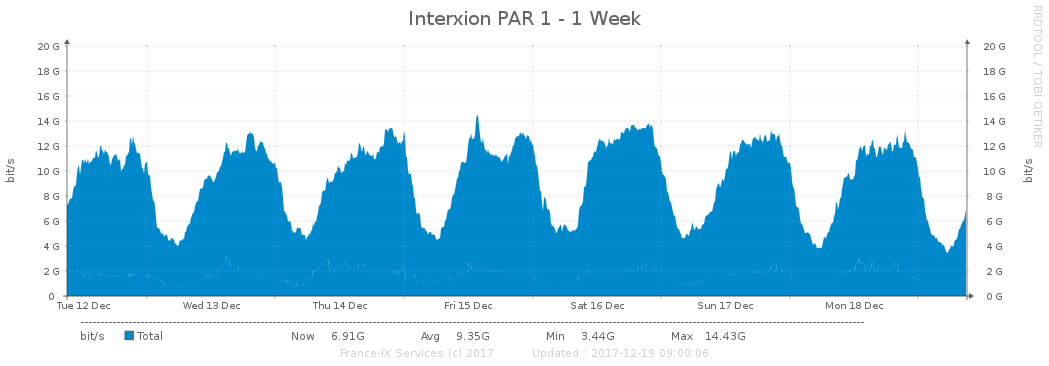 Interxion PAR 1 - 1 Week
RRDTOOL / TOBI OETIKER
bit/s
bit/s
20 G 20 G
18 G 18 G
16 G 16 G
14 G 14 G
12 G 12 G
10 G 10 G
8 G 8 G
6 G 6 G
4 G 4 G
2 G 2 G
0 0 G
Tue 12 Dec Wed 13 Dec Thu 14 Dec Fri 15 Dec Sat 16 Dec Sun 17 Dec Mon 18 Dec
bit/s Total Now 6.91G Avg 9.35G Min 3.44G Max 14.43G
France-IX Services (c) 2017 Updated : 2017-12-19 09:00:06